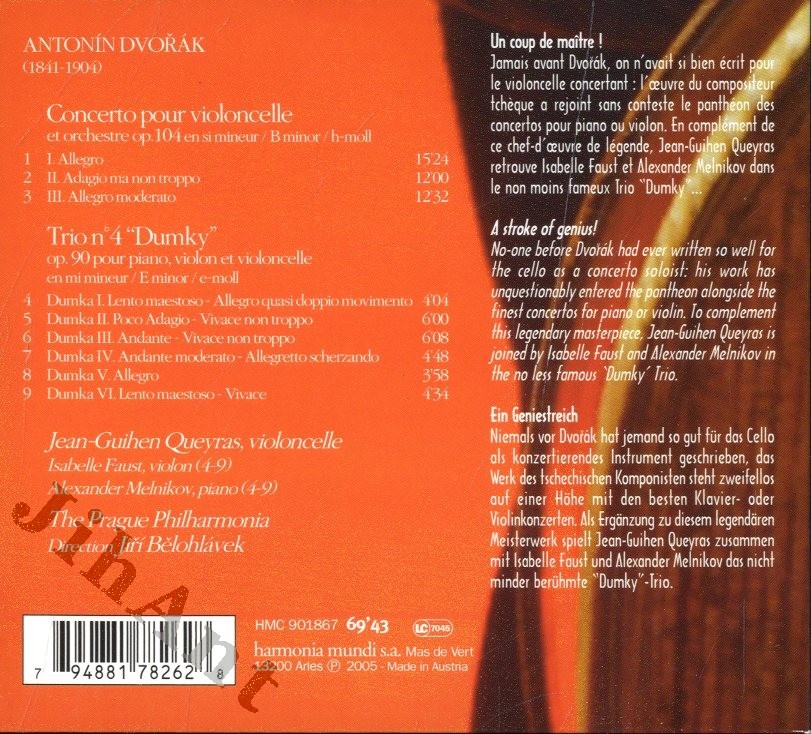 ANTONÍN DVOŘÁK
(1841-1904)
Concerto pour violoncelle
et orchestre op.104 en si mineur / B minor / h-moll
1 I. Allegro 15'24
2 II. Adagio ma non troppo 12'00
3 III. Allegro moderato 12'32
Trio n°4 "Dumky"
op. 90 pour piano, violon et violoncelle
en mi mineur / E minor / e-moll
4 Dumka I. Lento maestoso - Allegro quasi doppio movimento 4'04
5 Dumka II. Poco Adagio - Vivace non troppo 6'00
6 Dumka III. Andante - Vivace non troppo 6'08
7 Dumka IV. Andante moderato - Allegretto scherzando 4'48
8 Dumka V. Allegro 3'58
9 Dumka VI. Lento maestoso - Vivace 4'34
Jean-Guihen Queyras, violoncelle
Isabelle Faust, violon (4-9)
Alexander Melnikov, piano (4-9)
The Prague Philharmonia
Direction Jiří Bělohlávek
JihAnt
7 94881 78262 8
HMC 901867 69'43 LC 7045
harmonia mundi s.a. Mas de Vert
13200 Arles ℗ 2005 - Made in Austria
Un coup de maître !
Jamais avant Dvořák, on n'avait si bien écrit pour
le violoncelle concertant : l'œuvre du compositeur
tchèque a rejoint sans conteste le panthéon des
concertos pour piano ou violon. En complément de
ce chef-d'œuvre de légende, Jean-Guihen Queyras
retrouve Isabelle Faust et Alexander Melnikov dans
le non moins fameux Trio "Dumky"...
A stroke of genius!
No-one before Dvořák had ever written so well for
the cello as a concerto soloist: his work has
unquestionably entered the pantheon alongside the
finest concertos for piano or violin. To complement
this legendary masterpiece, Jean-Guihen Queyras is
joined by Isabelle Faust and Alexander Melnikov in
the no less famous 'Dumky' Trio.
Ein Geniestreich
Niemals vor Dvořák hat jemand so gut für das Cello
als konzertierendes Instrument geschrieben, das
Werk des tschechischen Komponisten steht zweifellos
auf einer Höhe mit den besten Klavier- oder
Violinkonzerten. Als Ergänzung zu diesem legendären
Meisterwerk spielt Jean-Guihen Queyras zusammen
mit Isabelle Faust und Alexander Melnikov das nicht
minder berühmte "Dumky"-Trio.